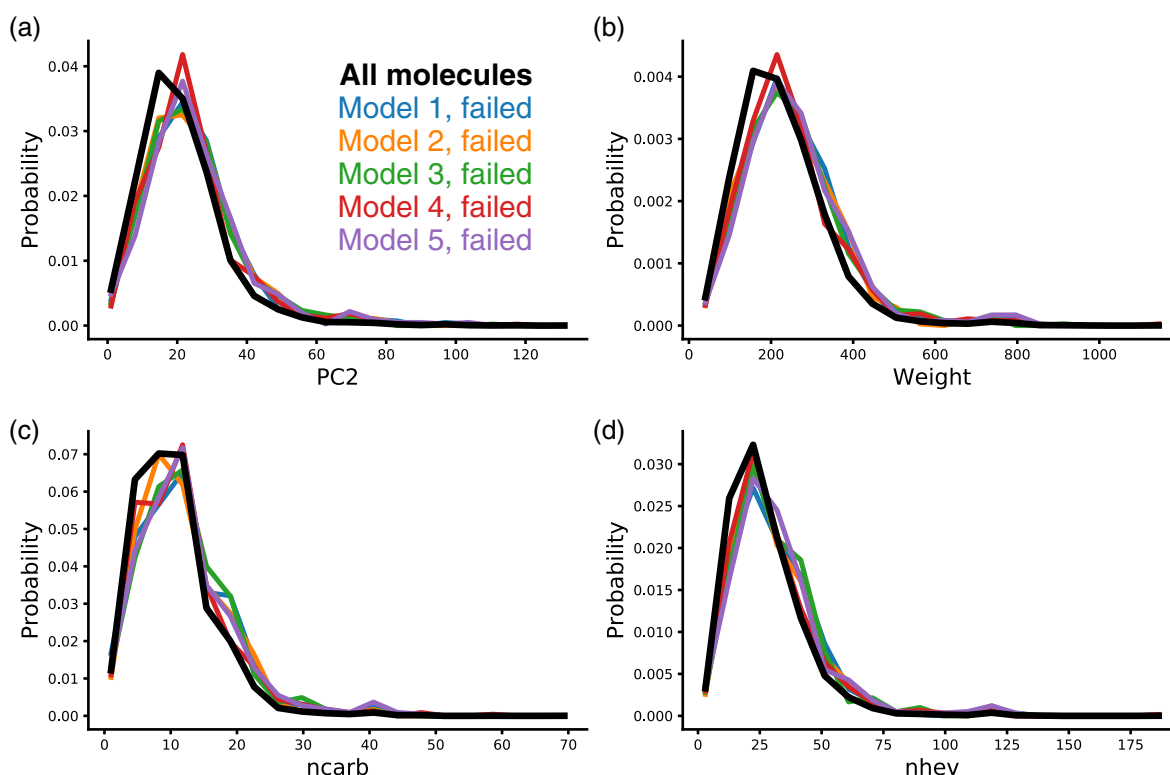 (a)
Probability
0.04
0.03
0.02
0.01
0.00
0 20 40 60 80 100 120
PC2
All molecules
Model 1, failed
Model 2, failed
Model 3, failed
Model 4, failed
Model 5, failed
(b)
Probability
0.004
0.003
0.002
0.001
0.000
0 200 400 600 800 1000
Weight
(c)
Probability
0.07
0.06
0.05
0.04
0.03
0.02
0.01
0.00
0 10 20 30 40 50 60 70
ncarb
(d)
Probability
0.030
0.025
0.020
0.015
0.010
0.005
0.000
0 25 50 75 100 125 150 175
nhev